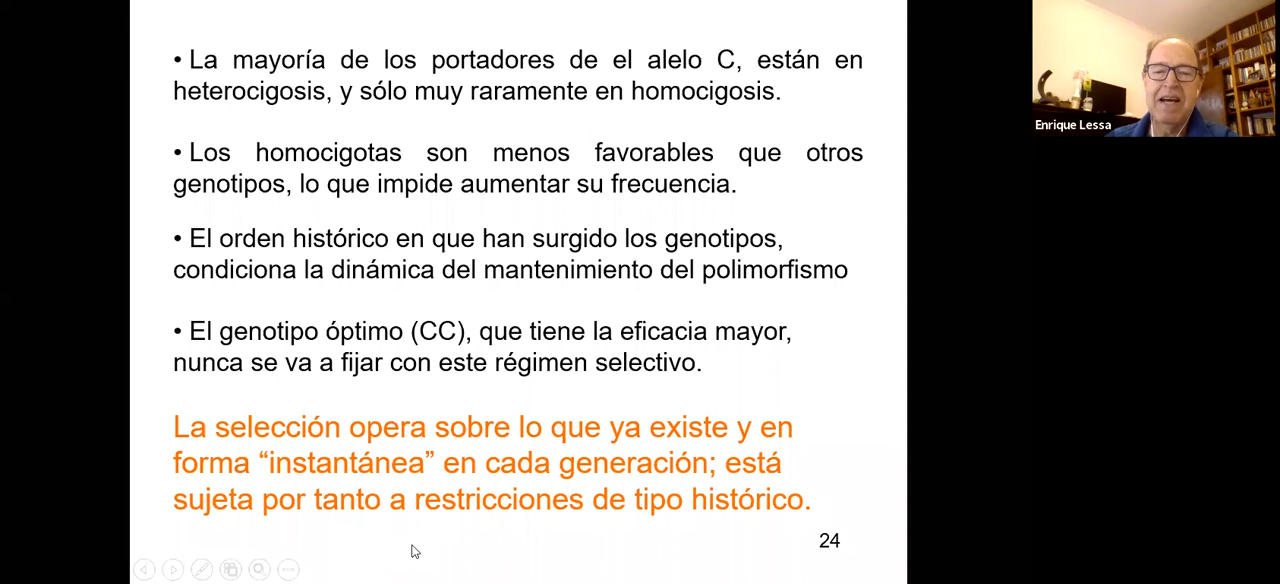 • La mayoría de los portadores de el alelo C, están en
heterocigosis, y sólo muy raramente en homocigosis.
• Los homocigotas son menos favorables que otros
genotipos, lo que impide aumentar su frecuencia.
• El orden histórico en que han surgido los genotipos,
condiciona la dinámica del mantenimiento del polimorfismo
• El genotipo óptimo (CC), que tiene la eficacia mayor,
nunca se va a fijar con este régimen selectivo.
La selección opera sobre lo que ya existe y en
forma “instantánea” en cada generación; está
sujeta por tanto a restricciones de tipo histórico.
24
Enrique Lessa